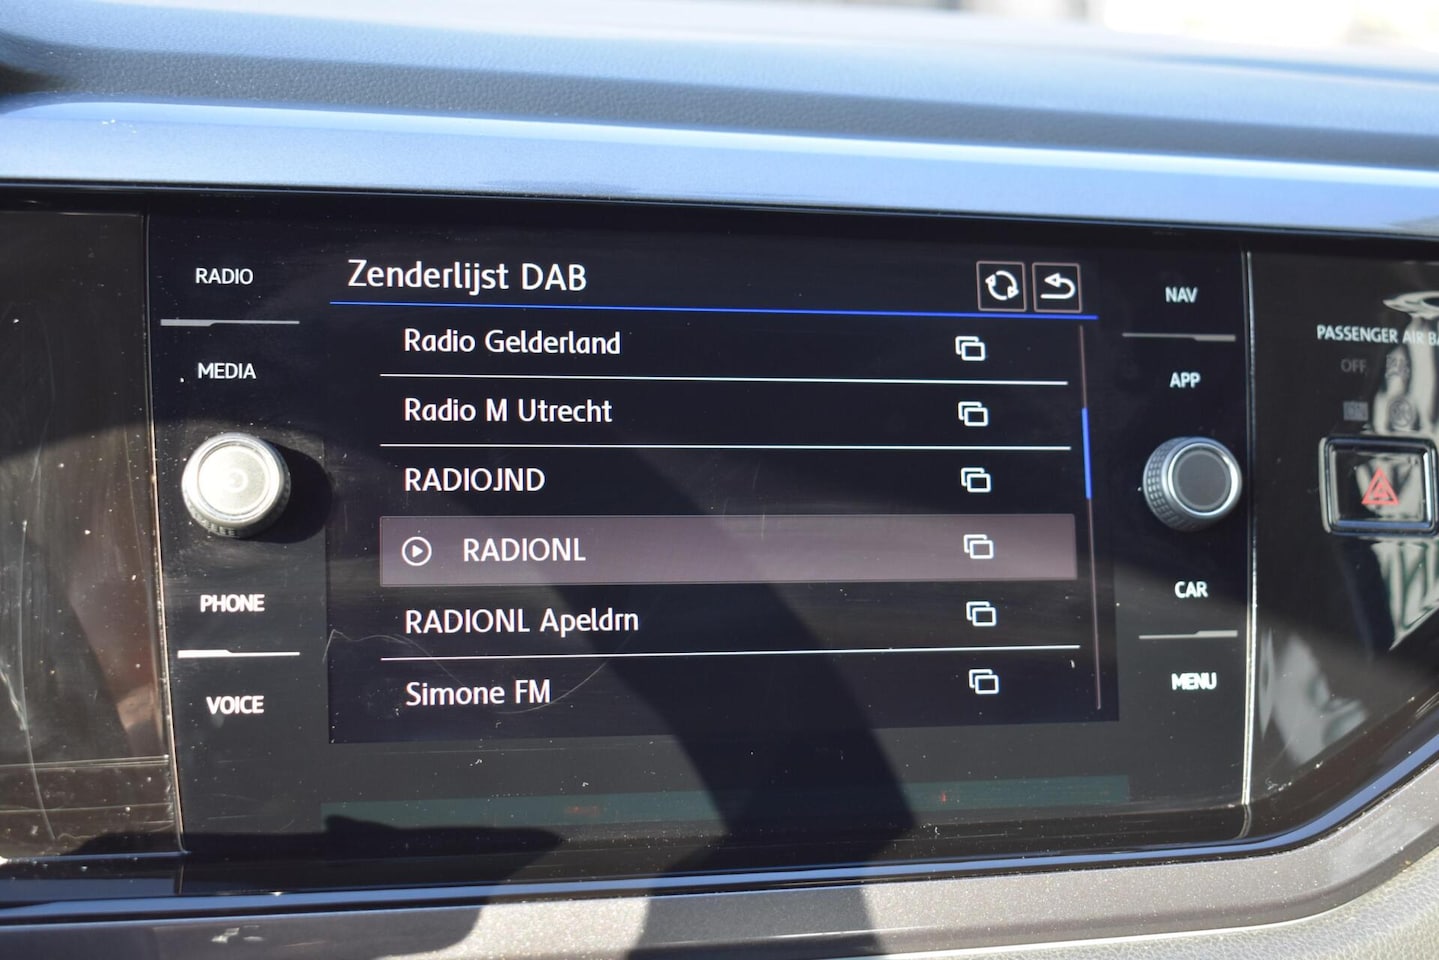 RADIO
MEDIA
PHONE
VOICE
Zenderlijst DAB
Radio Gelderland
Radio M Utrecht
RADIOJND
RADIONL
RADIONL Apeldrn
Simone FM
NAV
APP
CAR
MENU
PASSENGER AIR BA
OFF